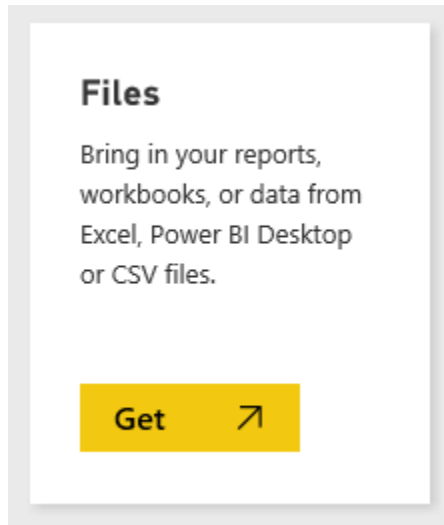 Files
Bring in your reports,
workbooks, or data from
Excel, Power BI Desktop
or CSV files.
Get